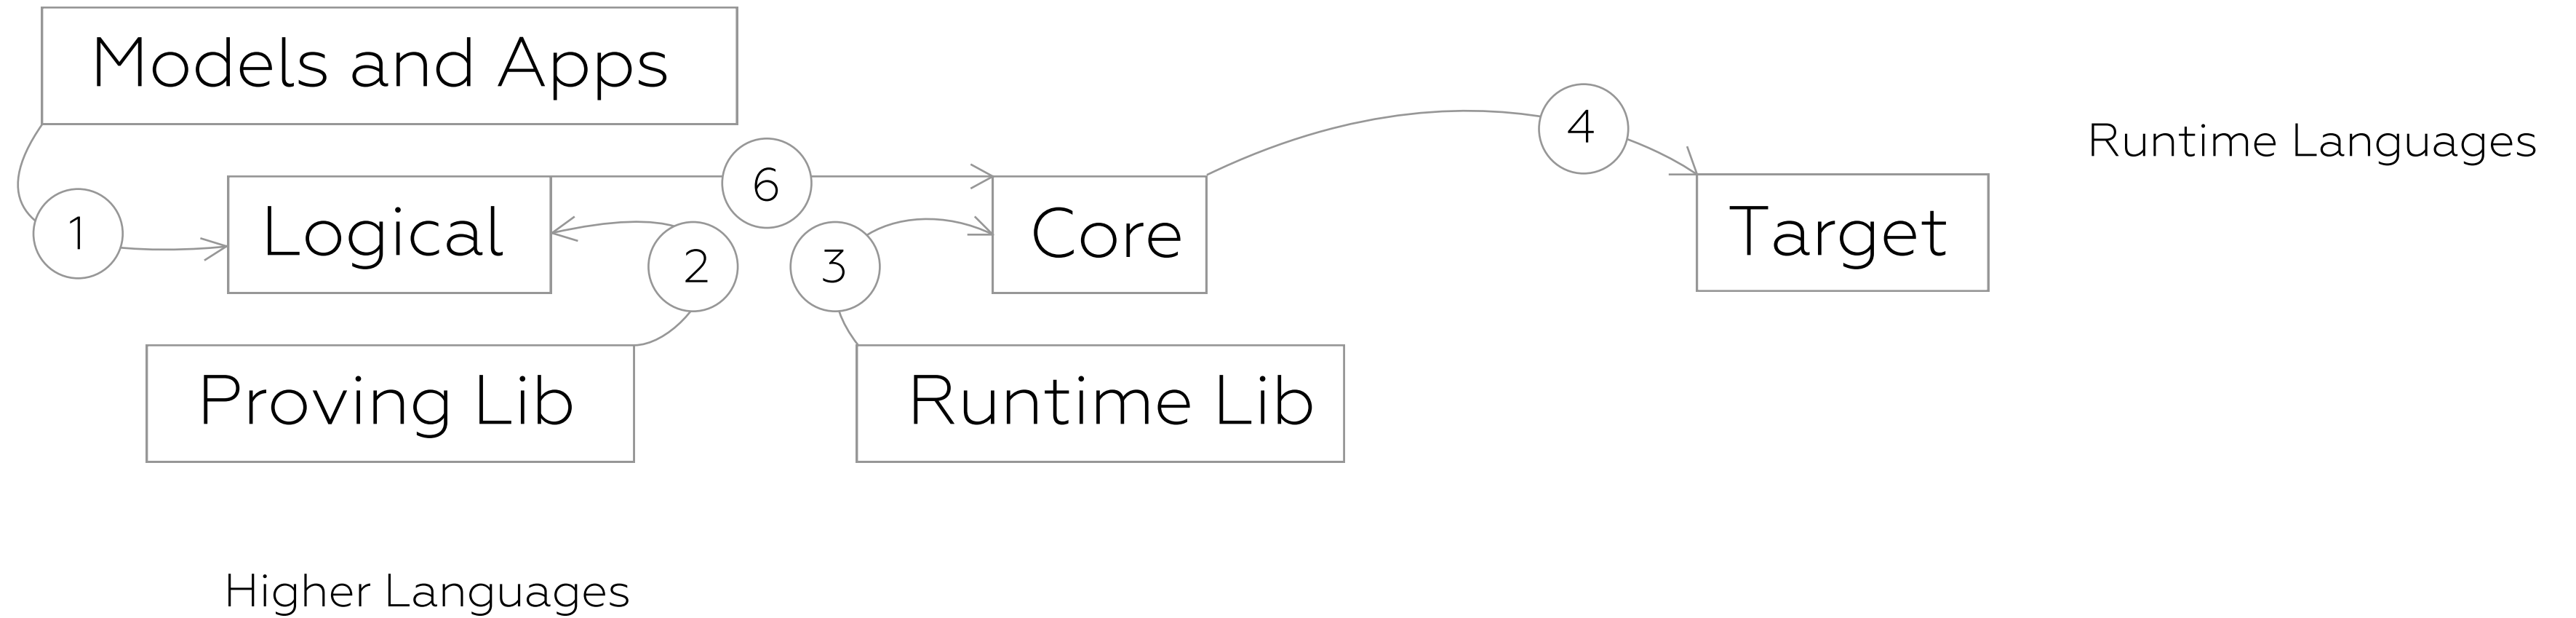 Models and Apps
4
Runtime Languages
6
1
Logical
2
3
Core
Target
Proving Lib
Runtime Lib
Higher Languages